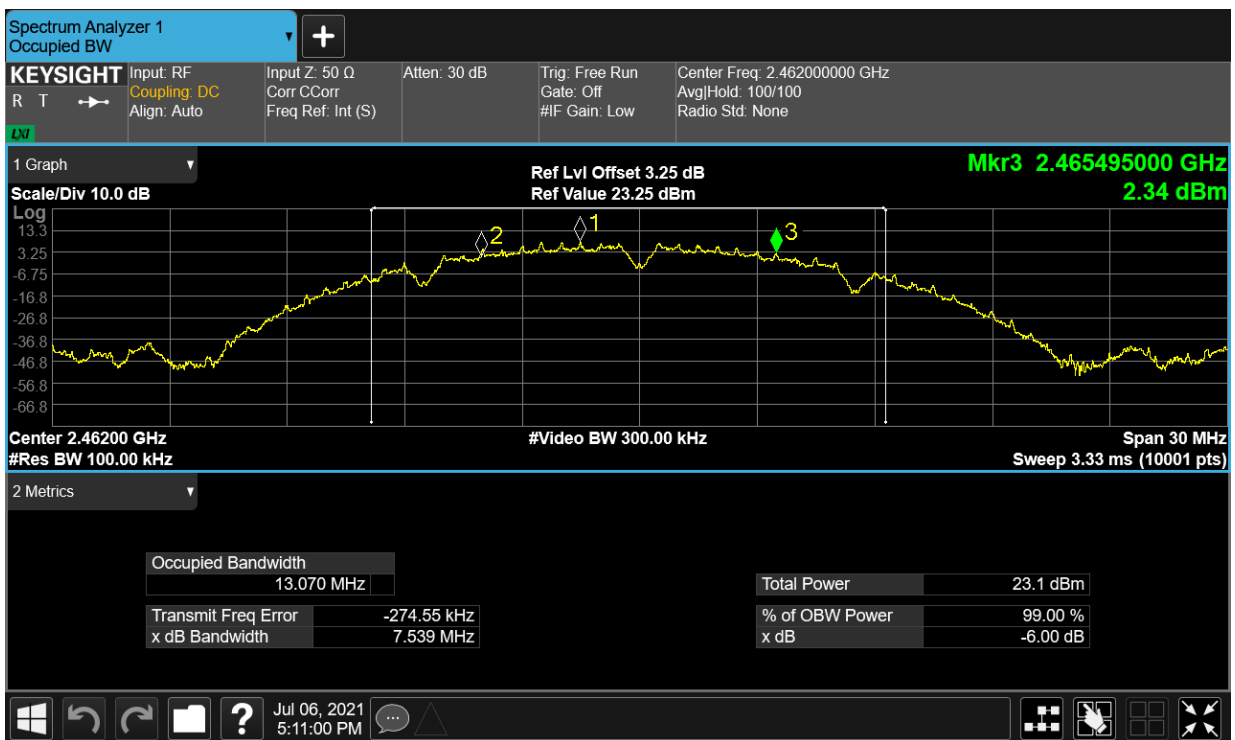 Spectrum Analyzer 1
Occupied BW
▼
+
KEYSIGHT
R T
LXI
Input: RF
Coupling: DC
Align: Auto
Input Z: 50 Ω
Corr CCorr
Freq Ref: Int (S)
Atten: 30 dB
Trig: Free Run
Gate: Off
#IF Gain: Low
Center Freq: 2.462000000 GHz
Avg|Hold: 100/100
Radio Std: None
1 Graph ▼
Scale/Div 10.0 dB
Ref Lvl Offset 3.25 dB
Ref Value 23.25 dBm
Mkr3 2.465495000 GHz
2.34 dBm
Log
13.3
3.25
-6.75
-16.8
-26.8
-36.8
-46.8
-56.8
-66.8
2
1
3
Center 2.46200 GHz
#Video BW 300.00 kHz
Span 30 MHz
#Res BW 100.00 kHz
Sweep 3.33 ms (10001 pts)
2 Metrics ▼
Occupied Bandwidth
13.070 MHz
Total Power 23.1 dBm
Transmit Freq Error -274.55 kHz
% of OBW Power 99.00 %
x dB Bandwidth 7.539 MHz
x dB -6.00 dB
?
Jul 06, 2021
5:11:00 PM